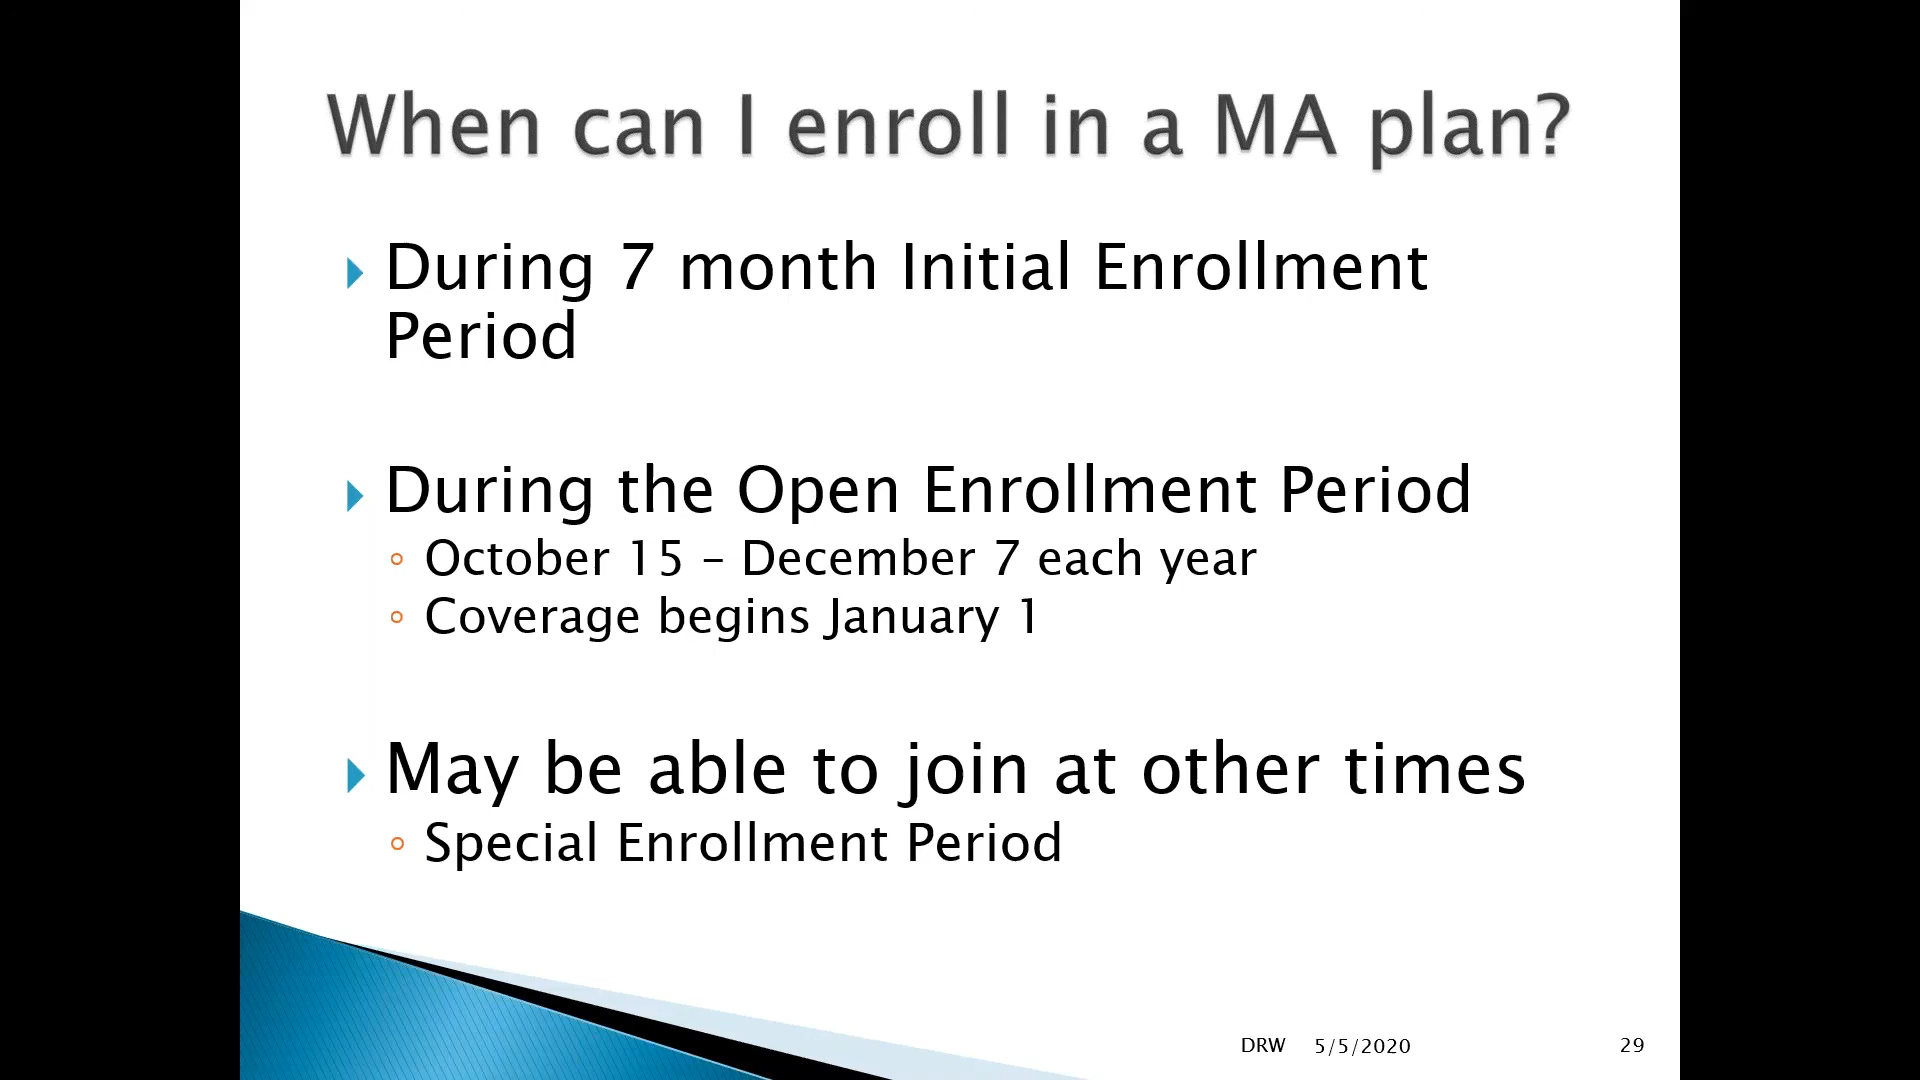 When can I enroll in a MA plan?
During 7 month Initial Enrollment
Period
During the Open Enrollment Period
October 15 – December 7 each year
Coverage begins January 1
May be able to join at other times
Special Enrollment Period
DRW 5/5/2020 29